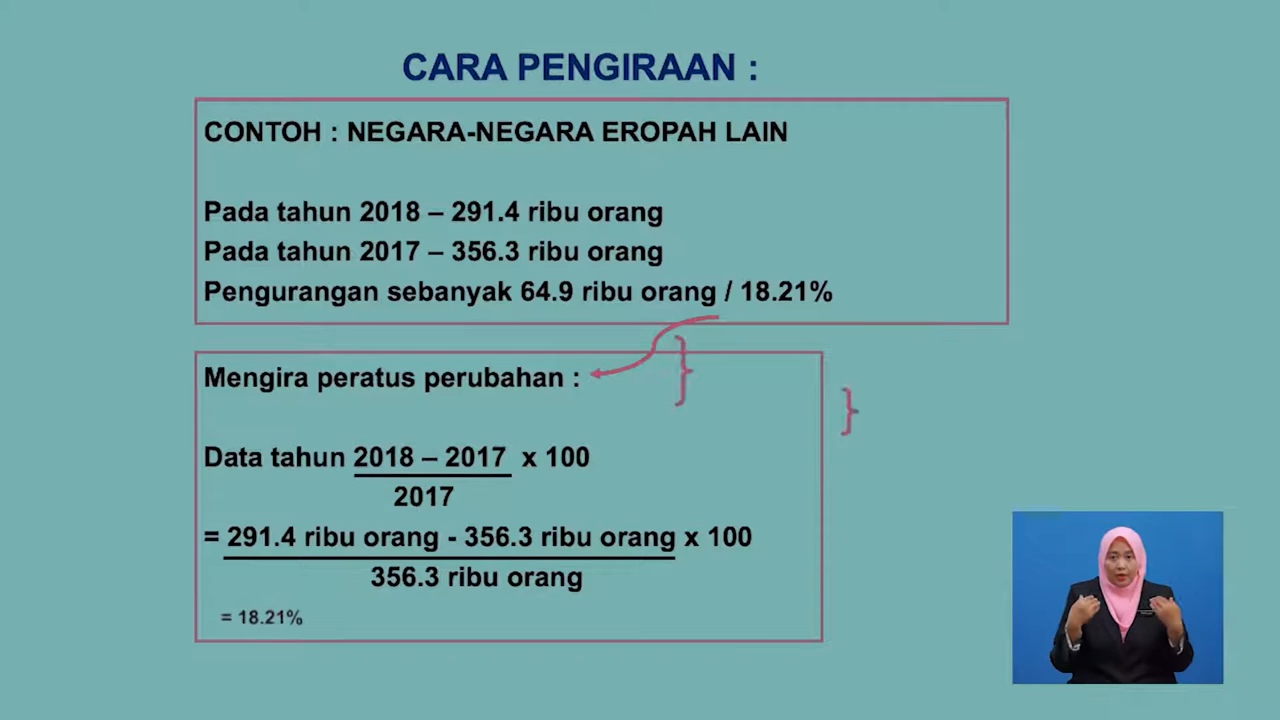 CARA PENGIRAAN :
CONTOH : NEGARA-NEGARA EROPAH LAIN
Pada tahun 2018 – 291.4 ribu orang
Pada tahun 2017 – 356.3 ribu orang
Pengurangan sebanyak 64.9 ribu orang / 18.21%
Mengira peratus perubahan :
Data tahun 2018 – 2017 x 100
2017
= 291.4 ribu orang - 356.3 ribu orang x 100
356.3 ribu orang
= 18.21%